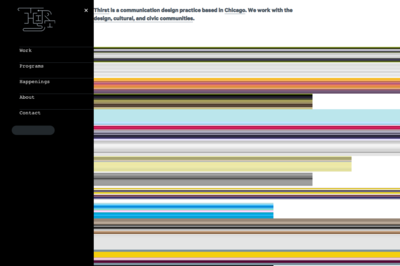 THIRST
×
Thirst is a communication design practice based in Chicago. We work with the
design, cultural, and civic communities.
Work
Programs
Happenings
About
Contact